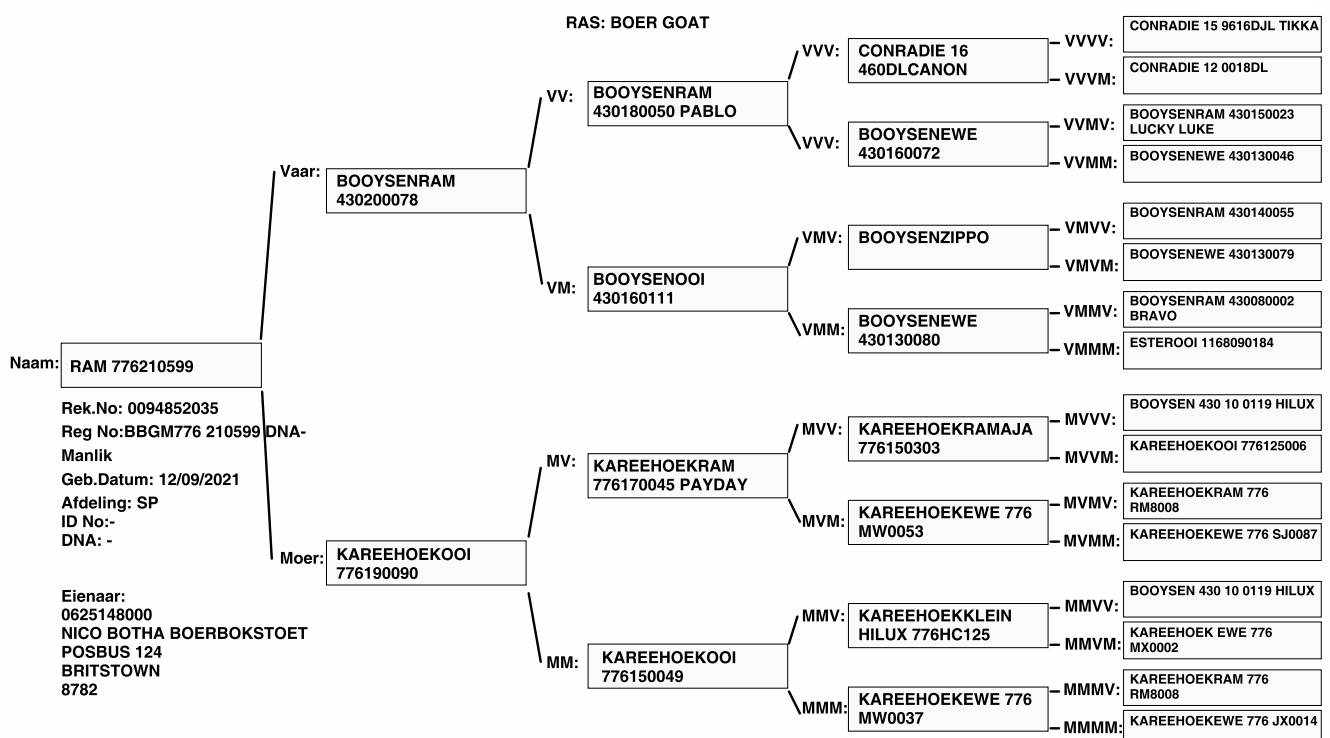 RAS: BOER GOAT
Naam:
RAM 776210599
Rek.No: 0094852035
Reg No:BBGM776 210599 DNA-
Manlik
Geb.Datum: 12/09/2021
Afdeling: SP
ID No:-
DNA: -
Eienaar:
0625148000
NICO BOTHA BOERBOKSTOET
POSBUS 124
BRITSTOWN
8782
Vaar:
BOOYSENRAM
430200078
Moer:
KAREEHOEKOOI
776190090
VV:
BOOYSENRAM
430180050 PABLO
VM:
BOOYSENOOI
430160111
MV:
KAREEHOEKRAM
776170045 PAYDAY
MM:
KAREEHOEKOOI
776150049
VVV:
CONRADIE 16
460DLCANON
VVV:
BOOYSENEWE
430160072
VMV:
BOOYSENZIPPO
VMM:
BOOYSENEWE
430130080
MVV:
KAREEHOEKRAMAJA
776150303
MVM:
KAREEHOEKEWE 776
MW0053
MMV:
KAREEHOEKKLEIN
HILUX 776HC125
MMM:
KAREEHOEKEWE 776
MW0037
VVVV:
CONRADIE 15 9616DJL TIKKA
VVVM:
CONRADIE 12 0018DL
VVMV:
BOOYSENRAM 430150023
LUCKY LUKE
VVMM:
BOOYSENEWE 430130046
VMVV:
BOOYSENRAM 430140055
VMVM:
BOOYSENEWE 430130079
VMMV:
BOOYSENRAM 430080002
BRAVO
VMMM:
ESTEROOI 1168090184
MVVV:
BOOYSEN 430 10 0119 HILUX
MVVM:
KAREEHOEKOOI 776125006
MVMV:
KAREEHOEKRAM 776
RM8008
MVMM:
KAREEHOEKEWE 776 SJ0087
MMVV:
BOOYSEN 430 10 0119 HILUX
MMVM:
KAREEHOEK EWE 776
MX0002
MMMV:
KAREEHOEKRAM 776
RM8008
MMMM:
KAREEHOEKEWE 776 JX0014